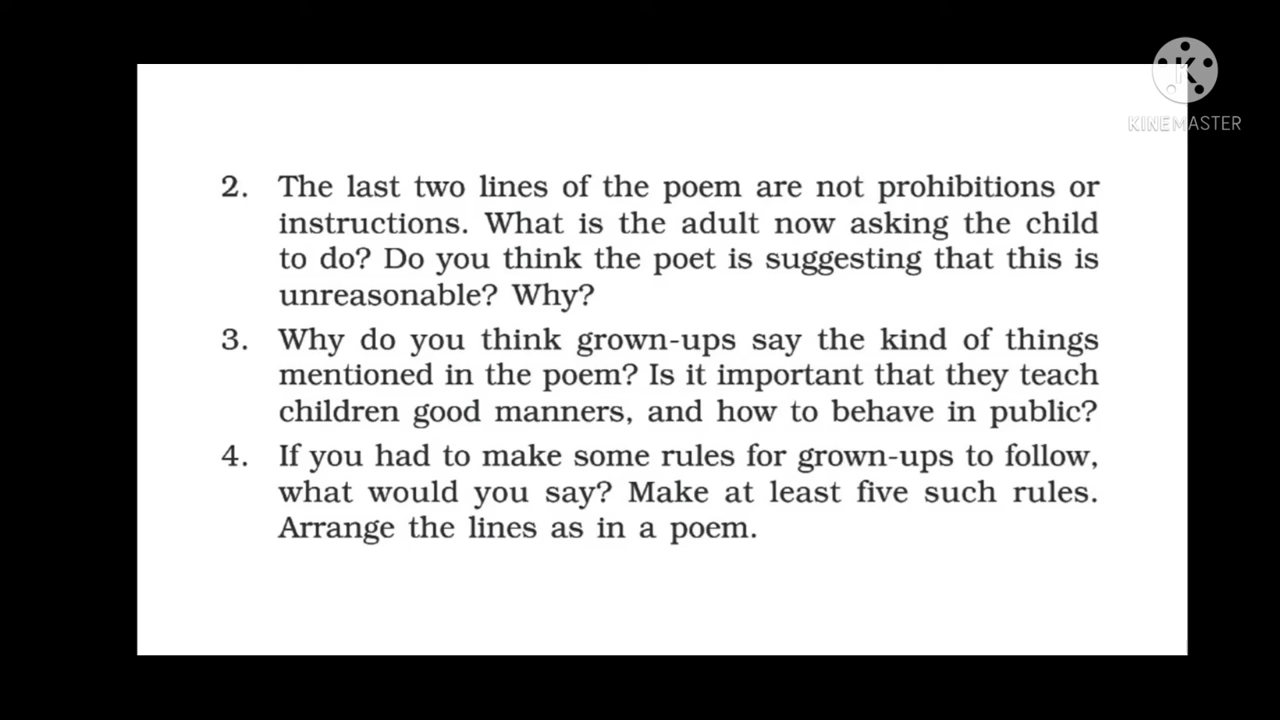 KINEMASTER
2. The last two lines of the poem are not prohibitions or
instructions. What is the adult now asking the child
to do? Do you think the poet is suggesting that this is
unreasonable? Why?
3. Why do you think grown-ups say the kind of things
mentioned in the poem? Is it important that they teach
children good manners, and how to behave in public?
4. If you had to make some rules for grown-ups to follow,
what would you say? Make at least five such rules.
Arrange the lines as in a poem.